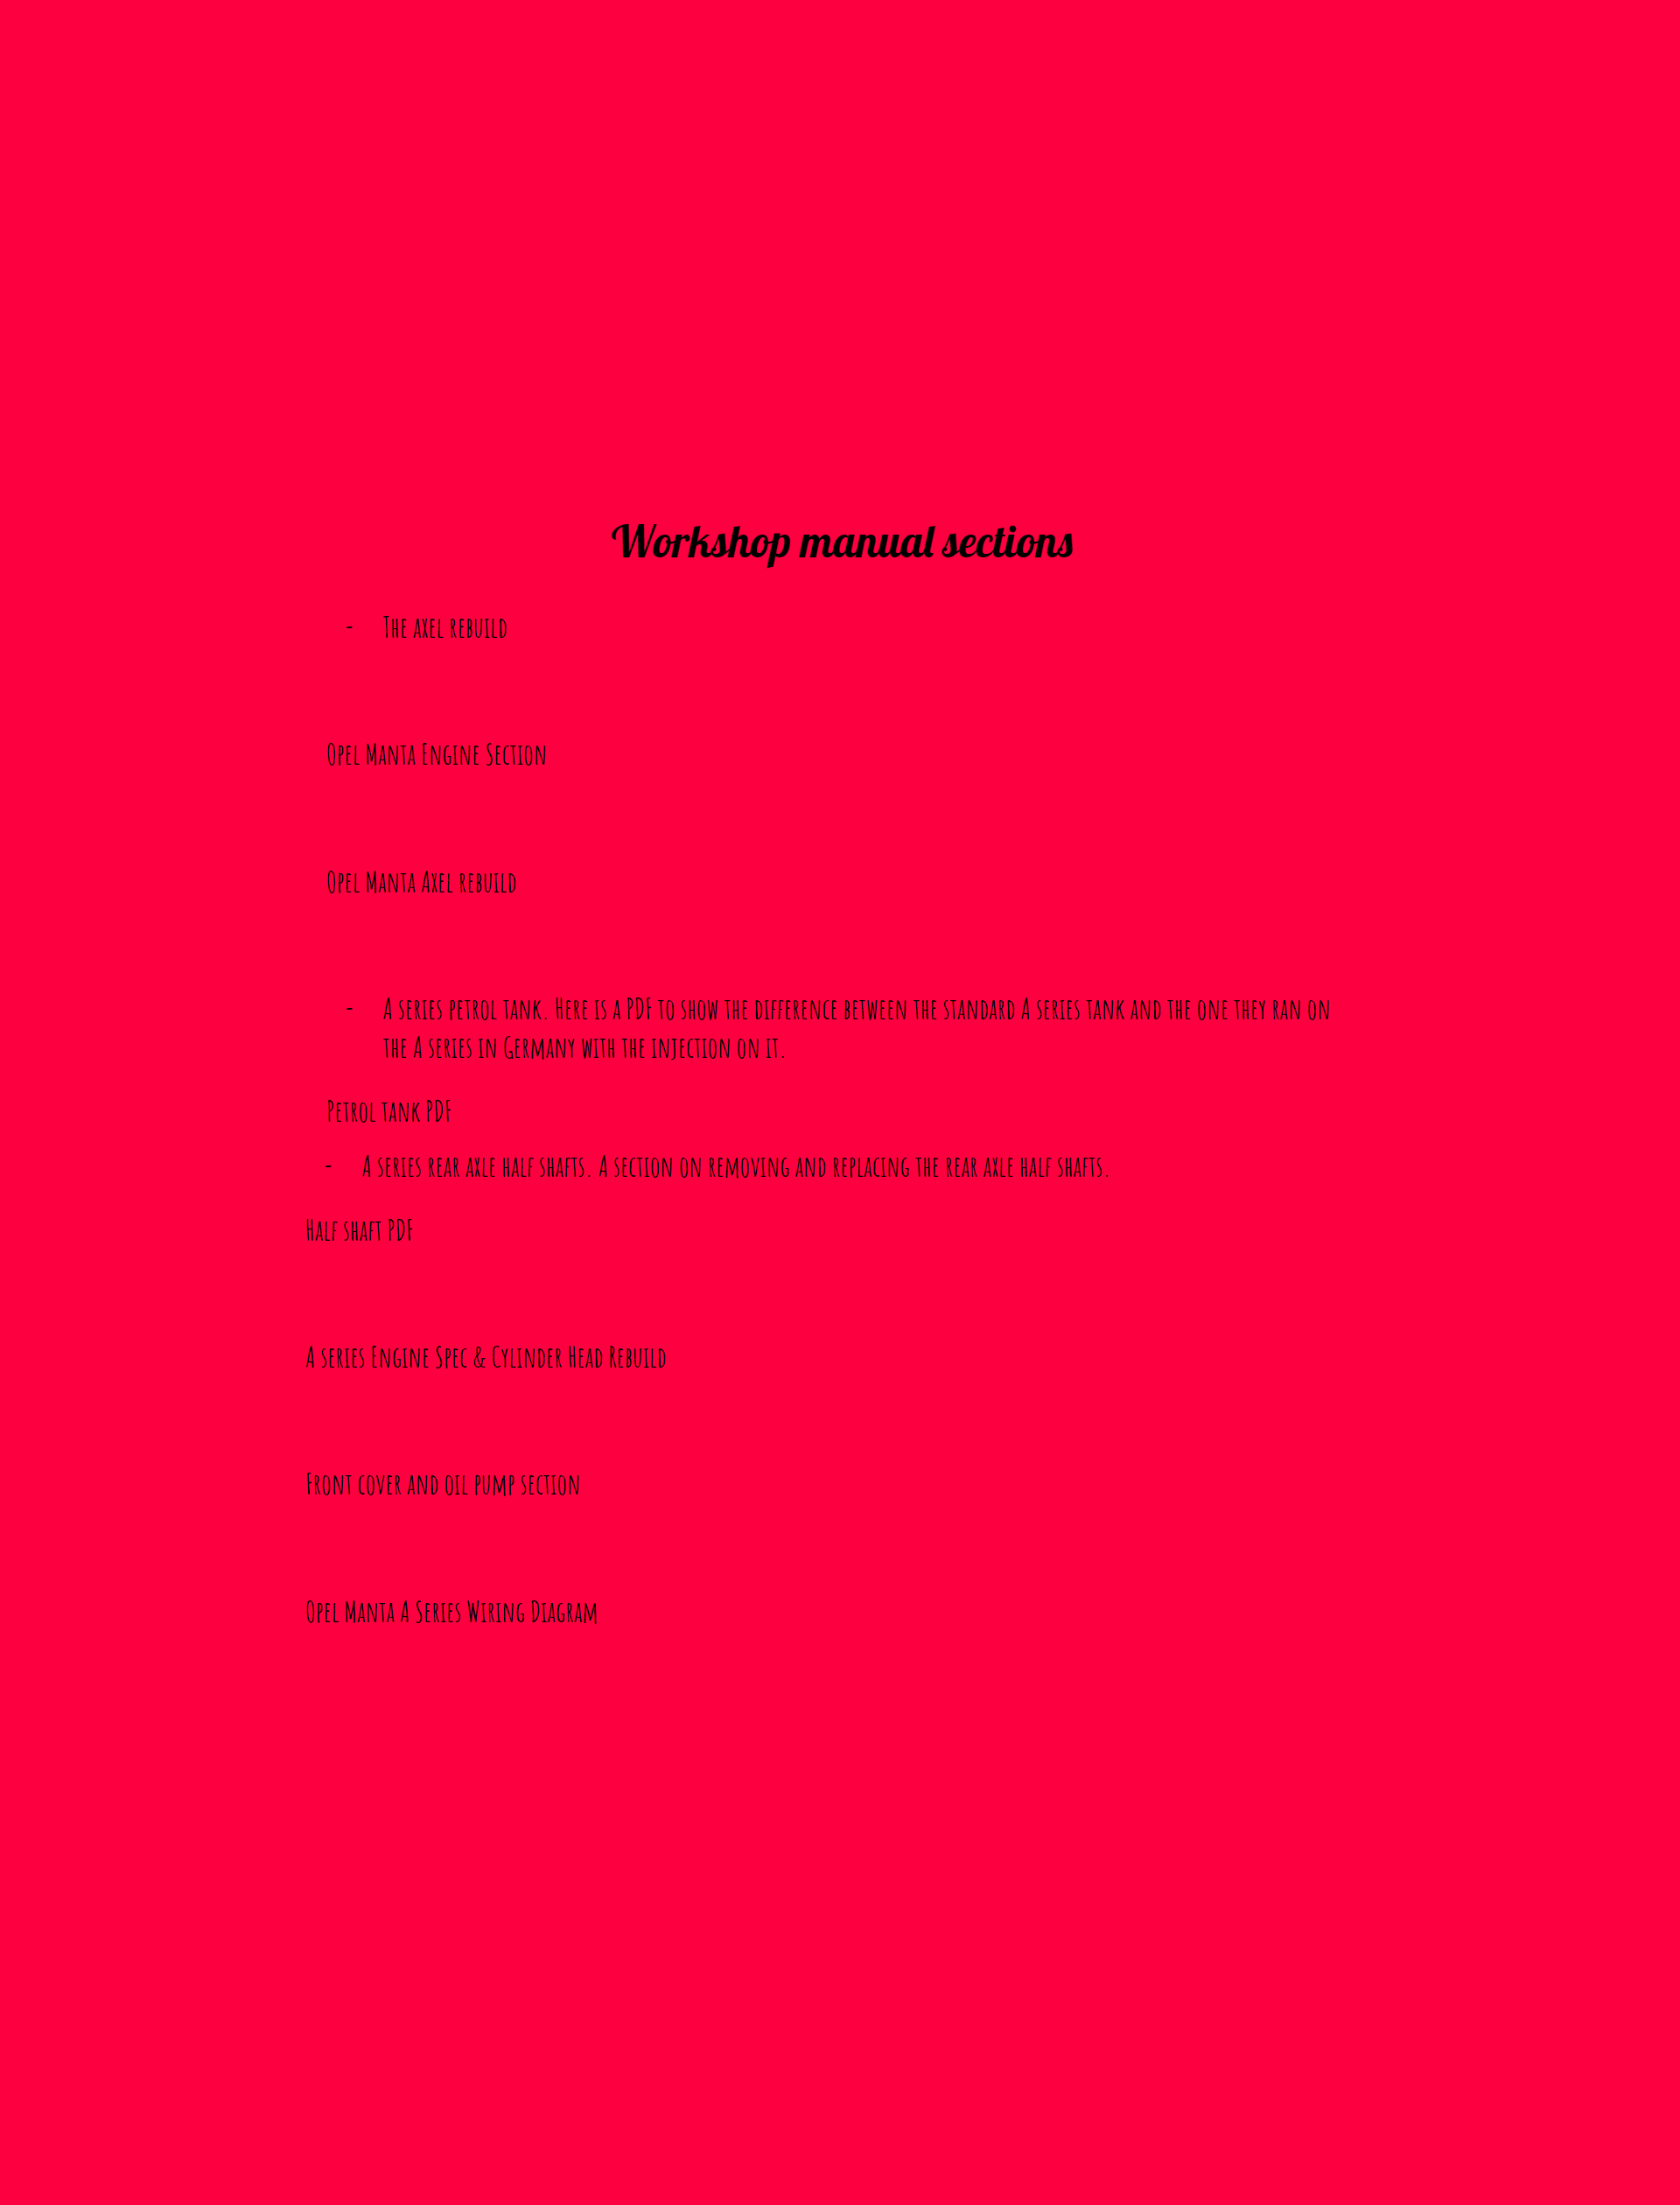 Workshop manual sections
- The axel rebuild
Opel Manta Engine Section
Opel Manta Axel rebuild
- A series petrol tank. Here is a PDF to show the difference between the standard A series tank and the one they ran on
the A series in Germany with the injection on it.
Petrol tank PDF
- A series rear axle half shafts. A section on removing and replacing the rear axle half shafts.
Half shaft PDF
A series Engine Spec & Cylinder Head Rebuild
Front cover and oil pump section
Opel Manta A Series Wiring Diagram